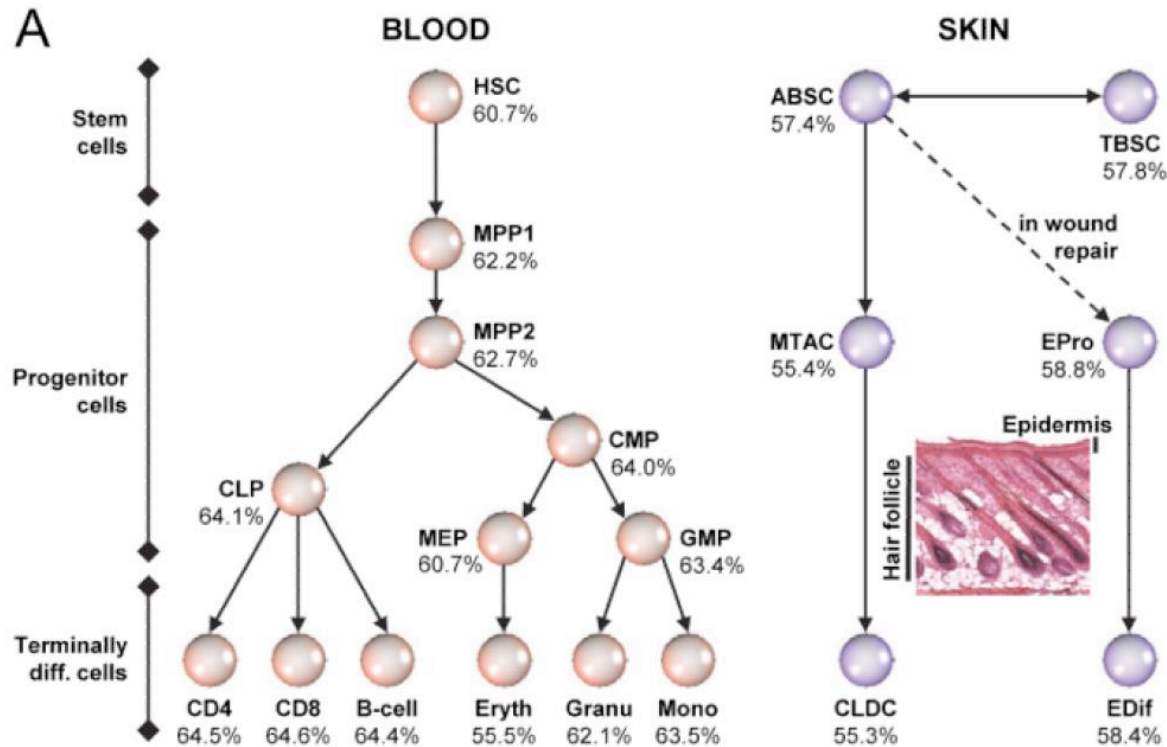 A
BLOOD
SKIN
Stem
cells
HSC
60.7%
ABSC
57.4%
TBSC
57.8%
MPP1
62.2%
in wound
repair
MPP2
62.7%
MTAC
55.4%
EPro
58.8%
Progenitor
cells
CMP
64.0%
Epidermis
CLP
64.1%
MEP
60.7%
GMP
63.4%
Hair follicle
Terminally
diff. cells
CD4
64.5%
CD8
64.6%
B-cell
64.4%
Eryth
55.5%
Granu
62.1%
Mono
63.5%
CLDC
55.3%
EDif
58.4%